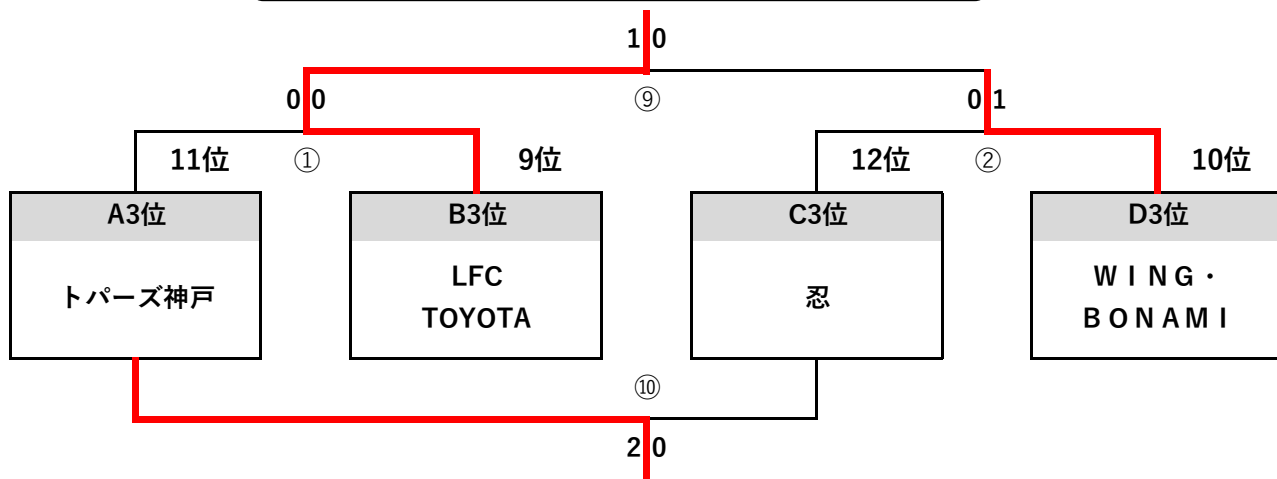 1 0
0 0
⑨
0 1
11位
①
9位
12位
②
10位
A3位
B3位
C3位
D3位
トパーズ神戸
LFC
TOYOTA
忍
ＷＩＮＧ・
ＢＯＮＡＭＩ
⑩
2 0